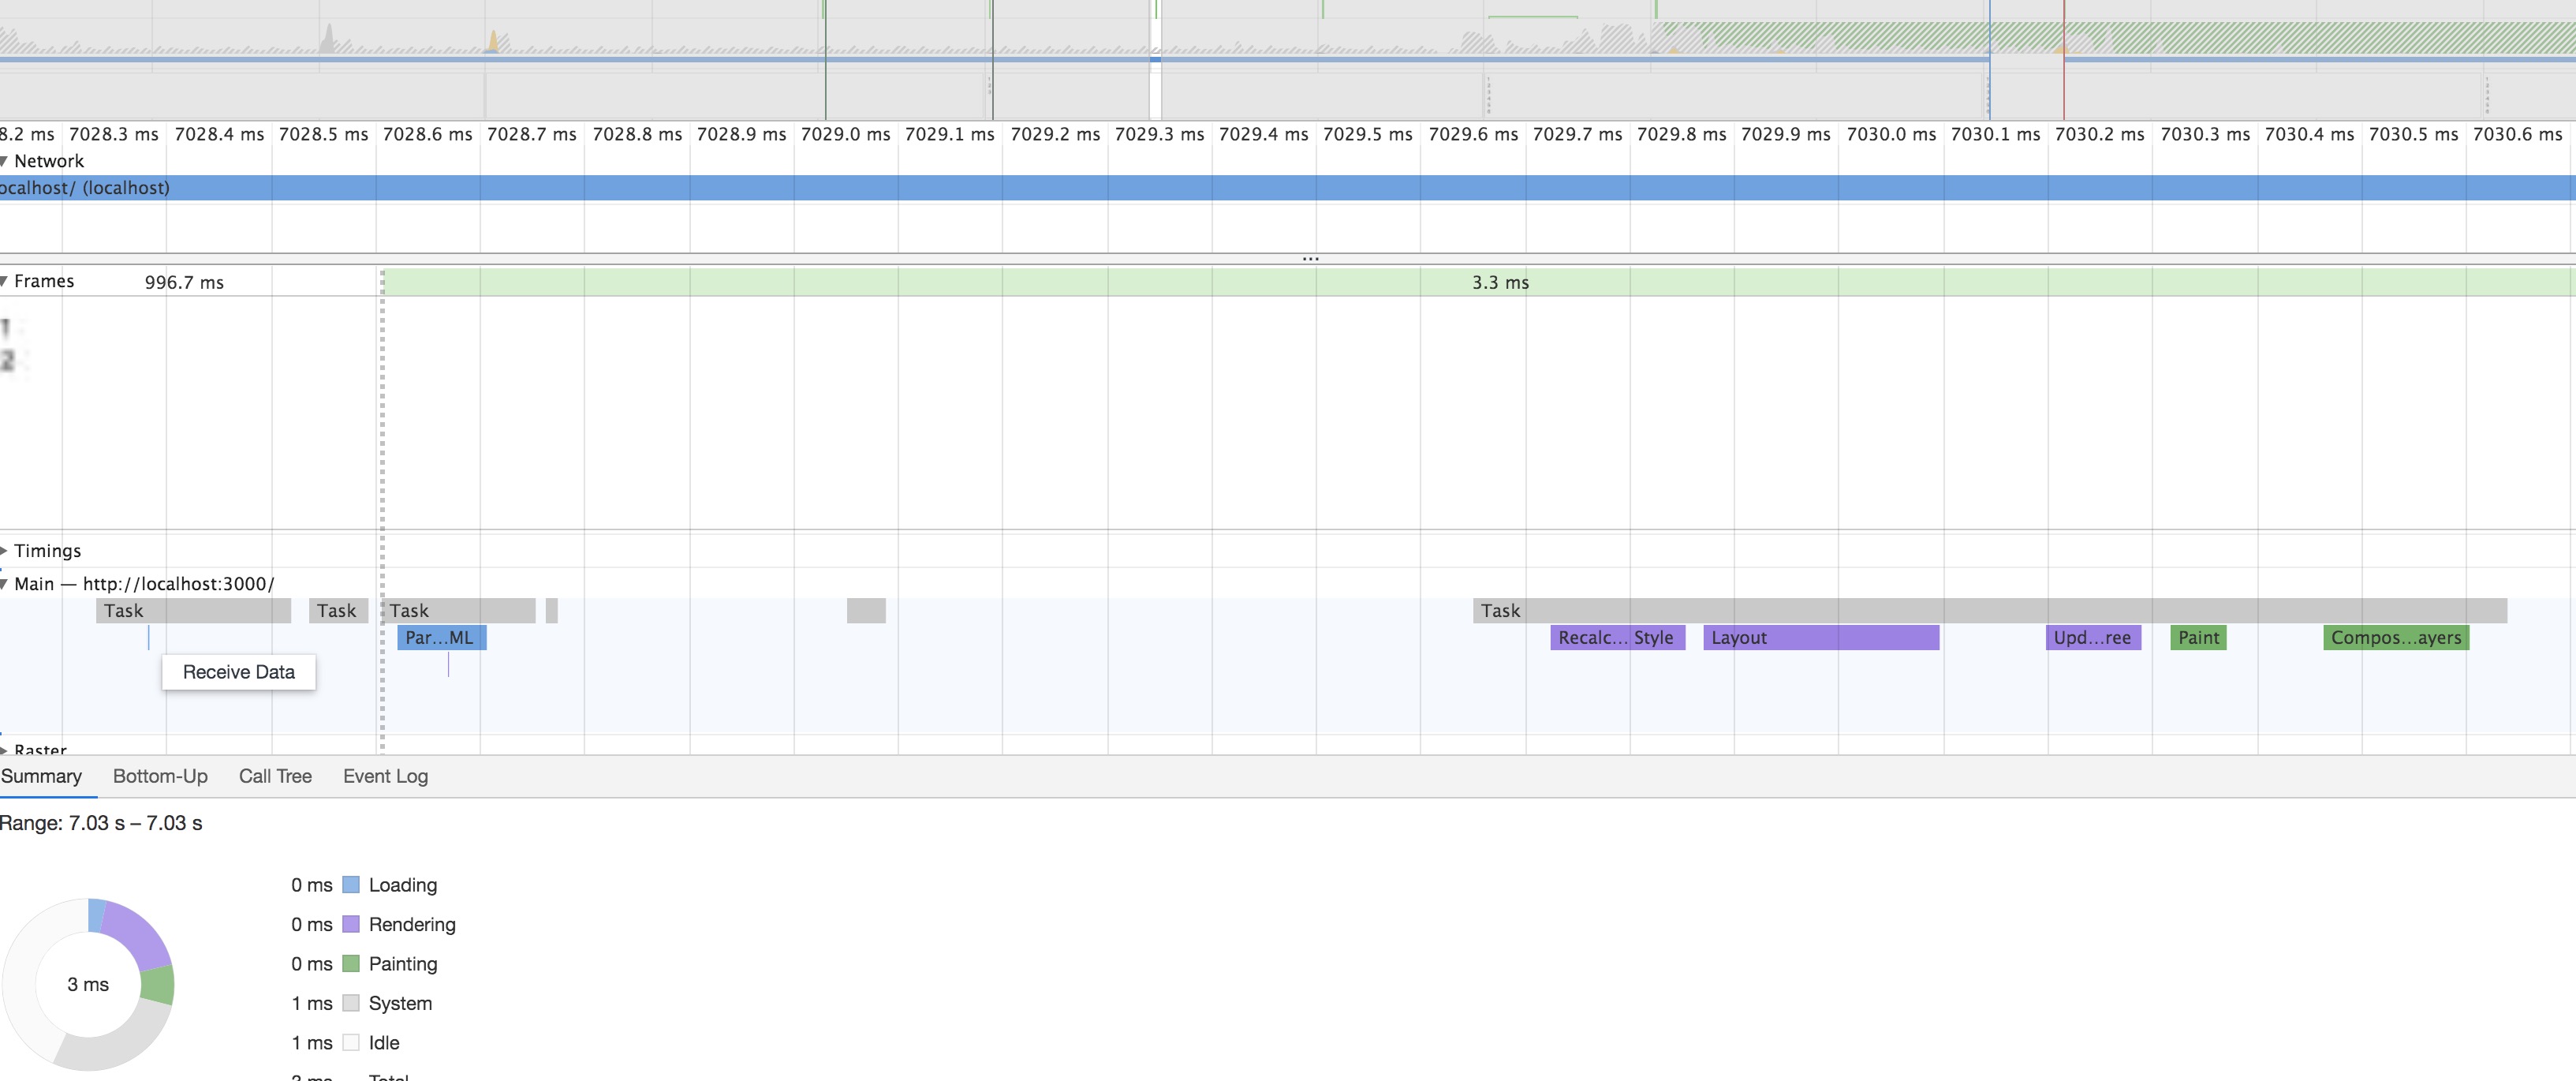 8.2 ms 7028.3 ms 7028.4 ms 7028.5 ms 7028.6 ms 7028.7 ms 7028.8 ms 7028.9 ms 7029.0 ms 7029.1 ms 7029.2 ms 7029.3 ms 7029.4 ms 7029.5 ms 7029.6 ms 7029.7 ms 7029.8 ms 7029.9 ms 7030.0 ms 7030.1 ms 7030.2 ms 7030.3 ms 7030.4 ms 7030.5 ms 7030.6 ms
Network
ocalhost/ (localhost)
...
Frames 996.7 ms 3.3 ms
1
2
Timings
Main — http://localhost:3000/
Task Task Task Task
Par...ML Recalc... Style Layout Upd...ree Paint Compos...ayers
Receive Data
Raster
Summary Bottom-Up Call Tree Event Log
Range: 7.03 s – 7.03 s
0 ms Loading
0 ms Rendering
0 ms Painting
3 ms
1 ms System
1 ms Idle
3 ms Total